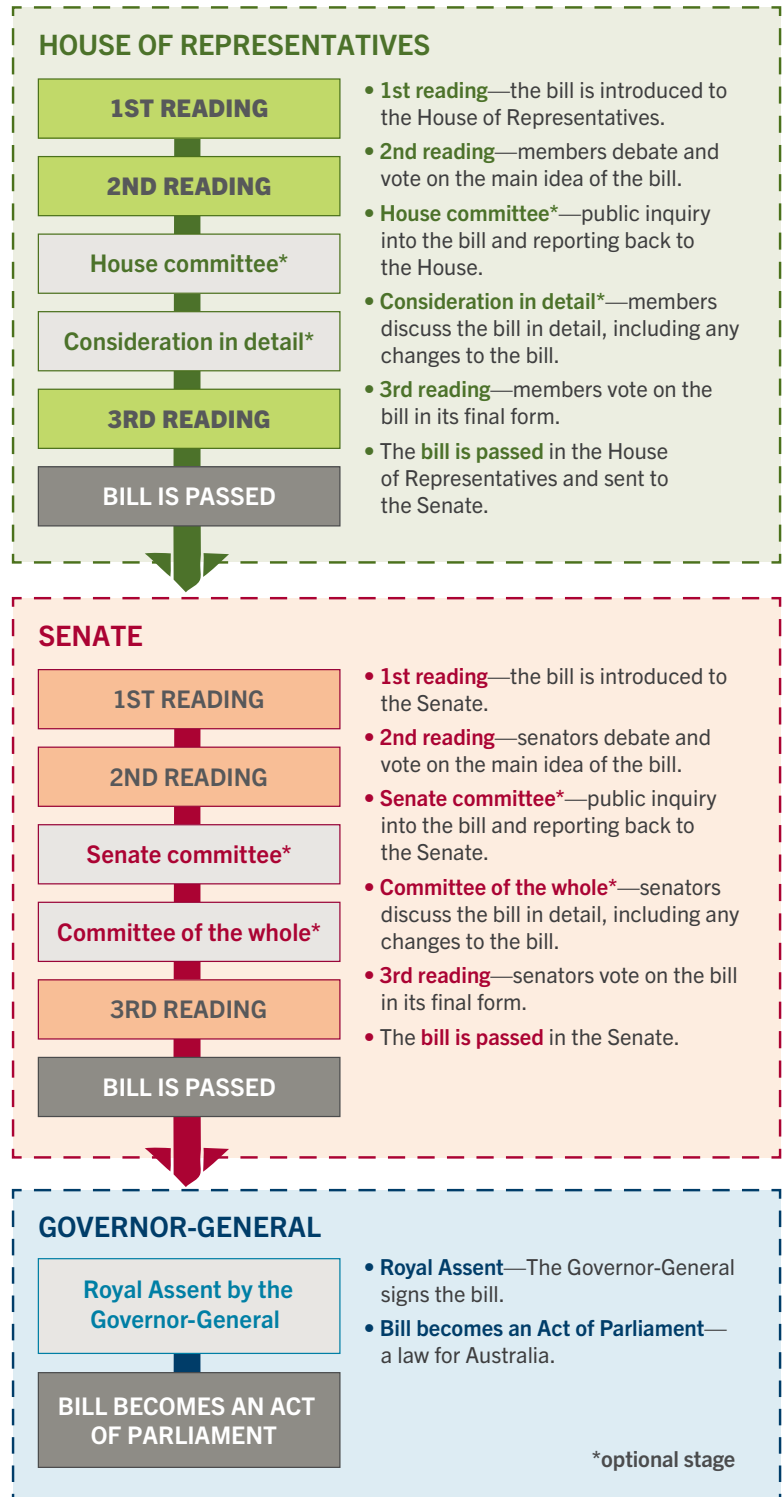 HOUSE OF REPRESENTATIVES
1ST READING
2ND READING
House committee*
Consideration in detail*
3RD READING
BILL IS PASSED
• 1st reading—the bill is introduced to
the House of Representatives.
• 2nd reading—members debate and
vote on the main idea of the bill.
• House committee*—public inquiry
into the bill and reporting back to
the House.
• Consideration in detail*—members
discuss the bill in detail, including any
changes to the bill.
• 3rd reading—members vote on the
bill in its final form.
• The bill is passed in the House
of Representatives and sent to
the Senate.
SENATE
1ST READING
2ND READING
Senate committee*
Committee of the whole*
3RD READING
BILL IS PASSED
• 1st reading—the bill is introduced to
the Senate.
• 2nd reading—senators debate and
vote on the main idea of the bill.
• Senate committee*—public inquiry
into the bill and reporting back to
the Senate.
• Committee of the whole*—senators
discuss the bill in detail, including any
changes to the bill.
• 3rd reading—senators vote on the bill
in its final form.
• The bill is passed in the Senate.
GOVERNOR-GENERAL
Royal Assent by the
Governor-General
BILL BECOMES AN ACT
OF PARLIAMENT
• Royal Assent—The Governor-General
signs the bill.
• Bill becomes an Act of Parliament—
a law for Australia.
*optional stage